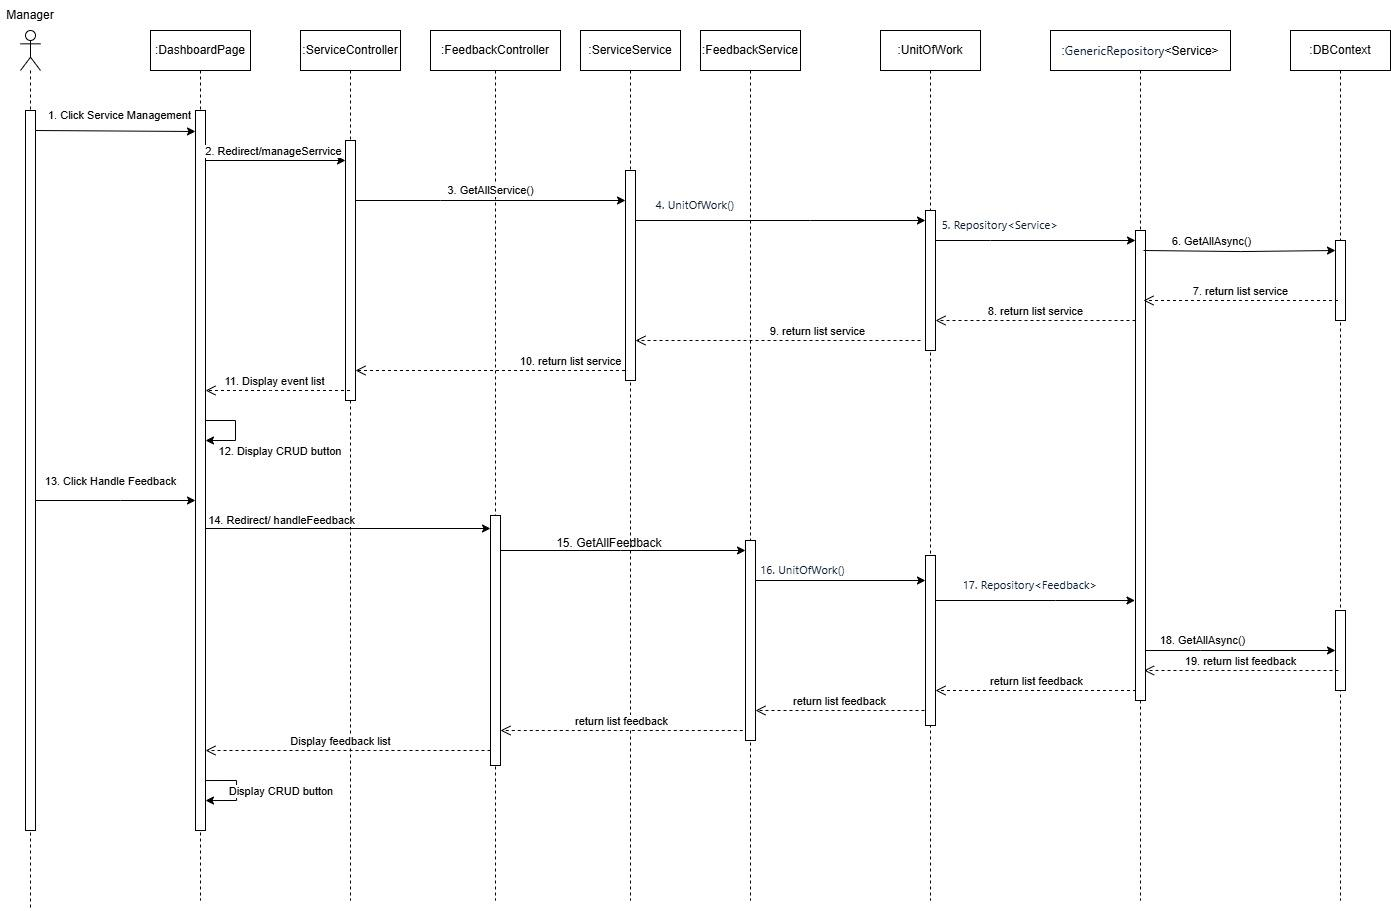 Manager
:DashboardPage
:ServiceController
:FeedbackController
:ServiceService
:FeedbackService
:UnitOfWork
:GenericRepository<Service>
:DBContext
1. Click Service Management
2. Redirect/manageSerrvice
3. GetAllService()
4. UnitOfWork()
5. Repository<Service>
6. GetAllAsync()
7. return list service
8. return list service
9. return list service
10. return list service
11. Display event list
12. Display CRUD button
13. Click Handle Feedback
14. Redirect/ handleFeedback
15. GetAllFeedback
16. UnitOfWork()
17. Repository<Feedback>
18. GetAllAsync()
19. return list feedback
return list feedback
return list feedback
return list feedback
Display feedback list
Display CRUD button